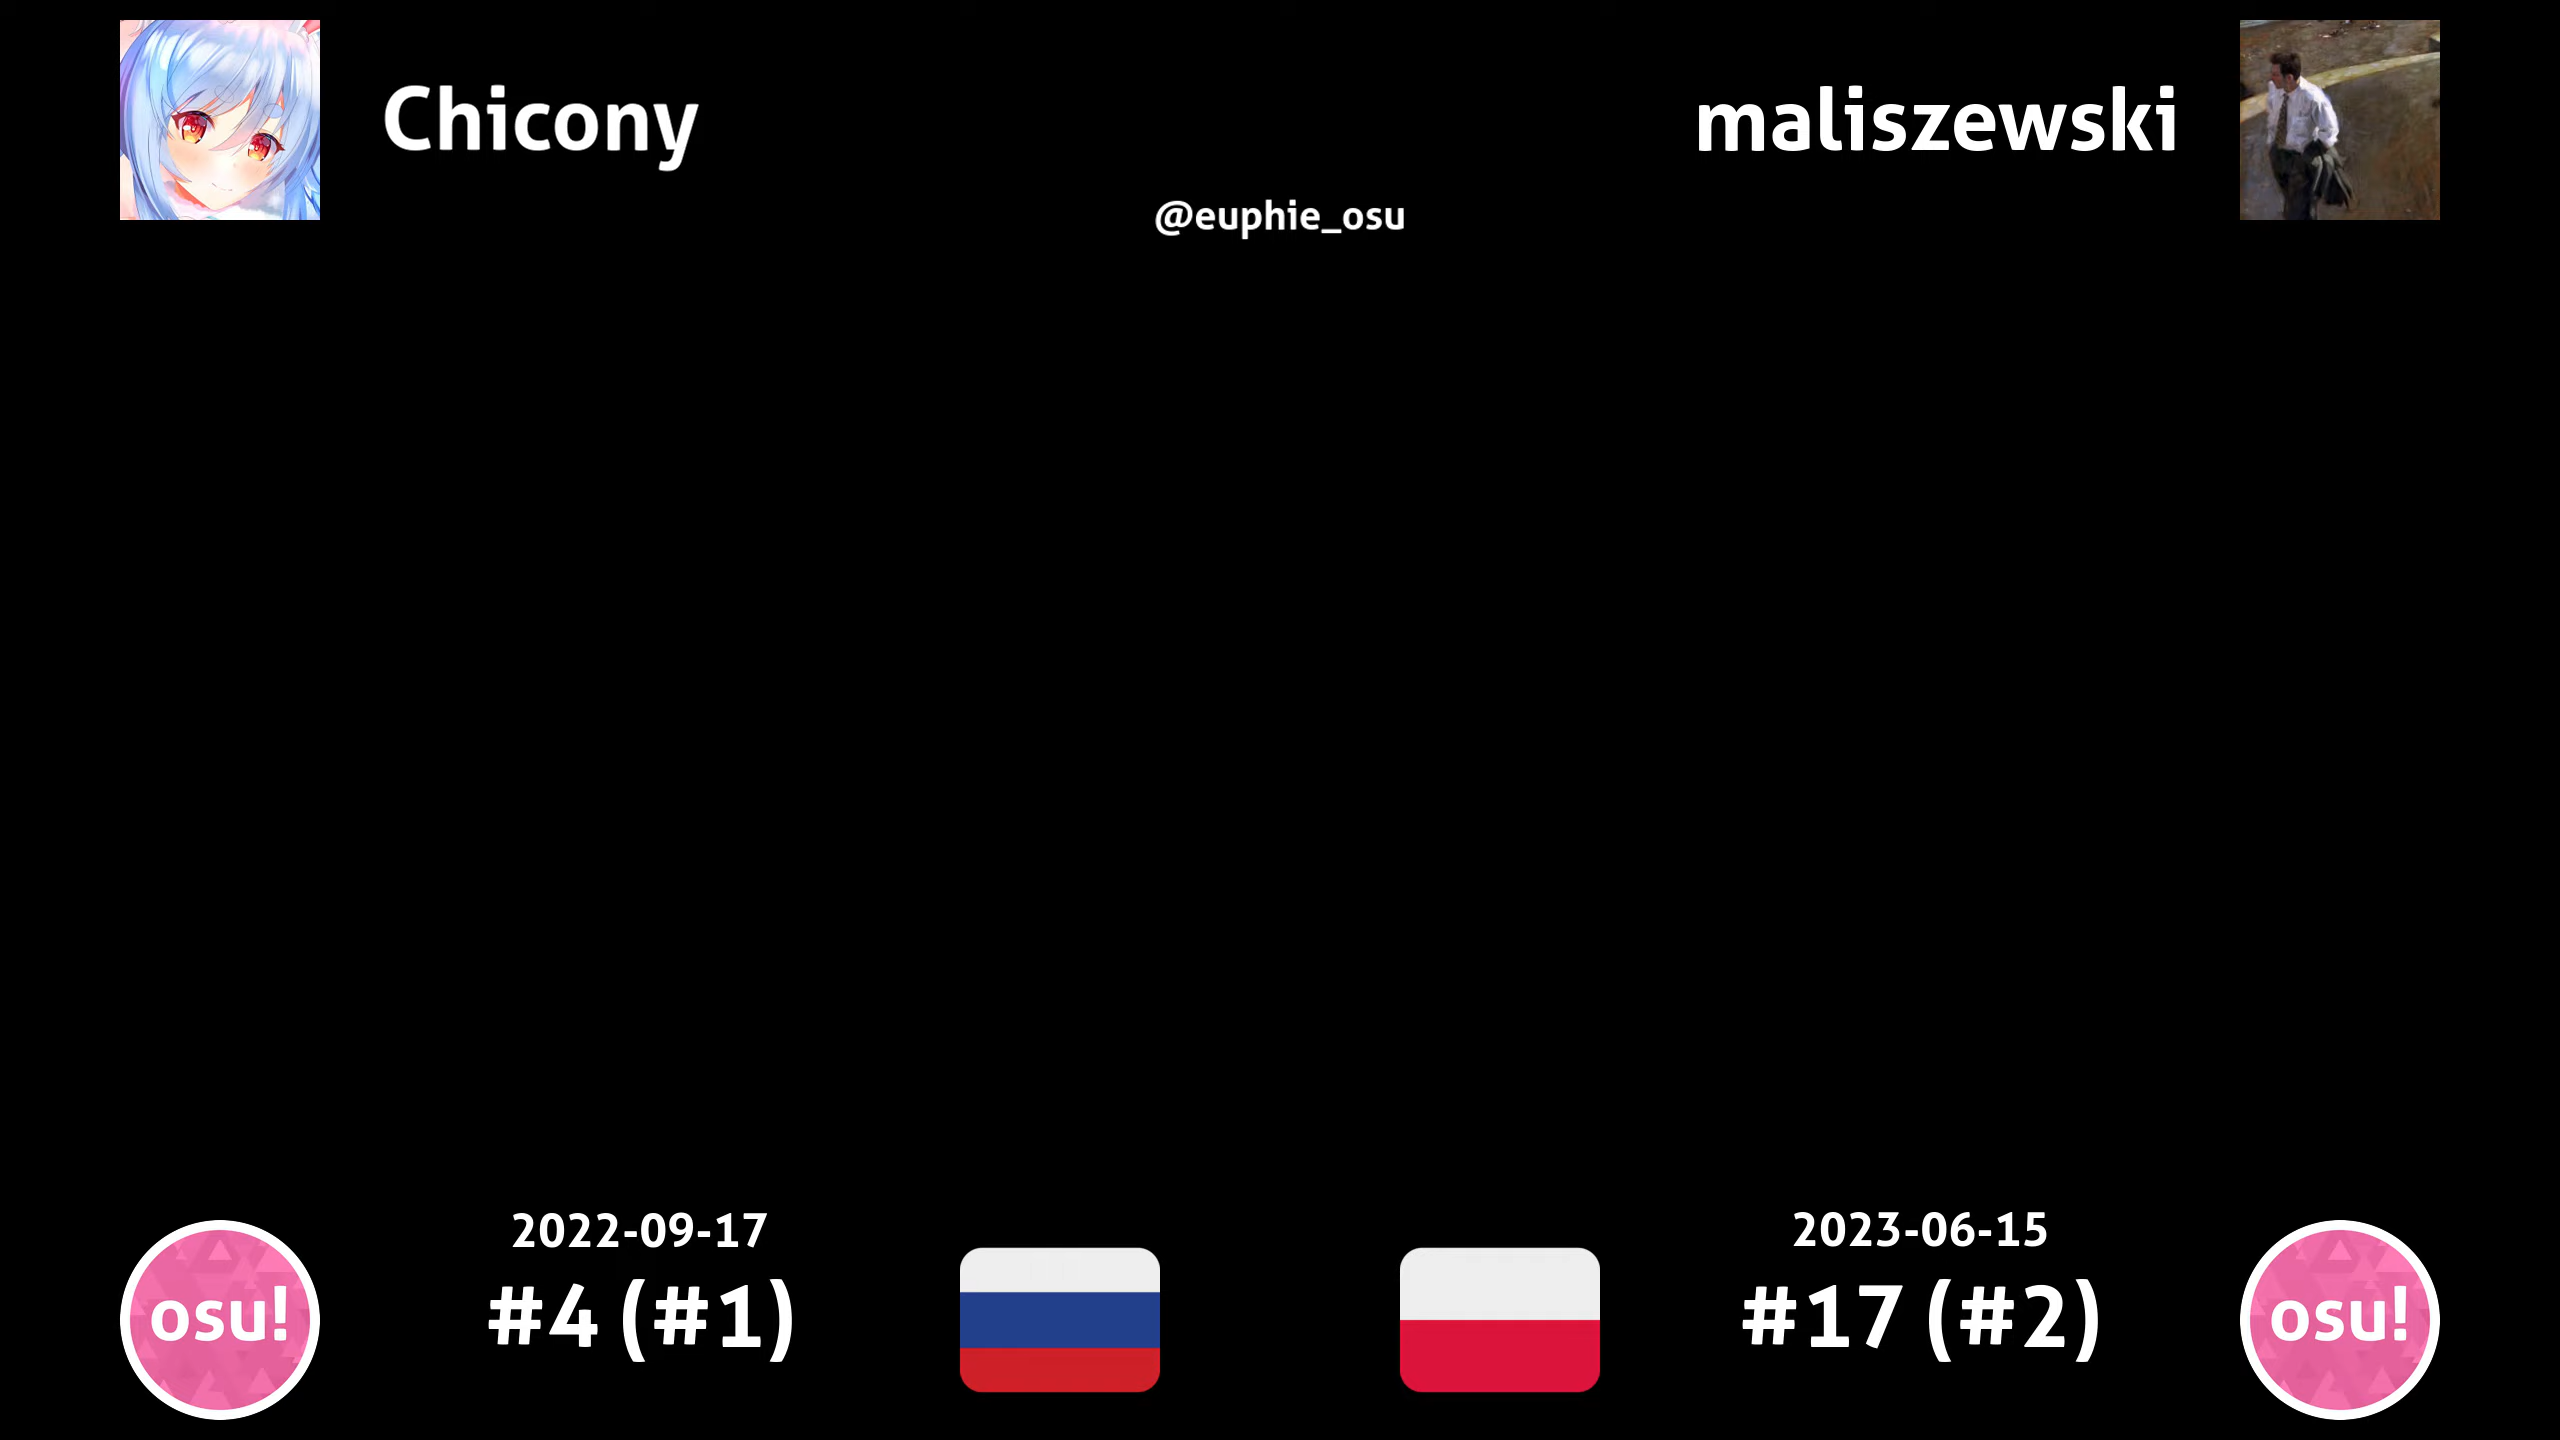 Chicony
maliszewski
@euphie_osu
2022-09-17
2023-06-15
osu!
#4 (#1)
#17 (#2)
osu!